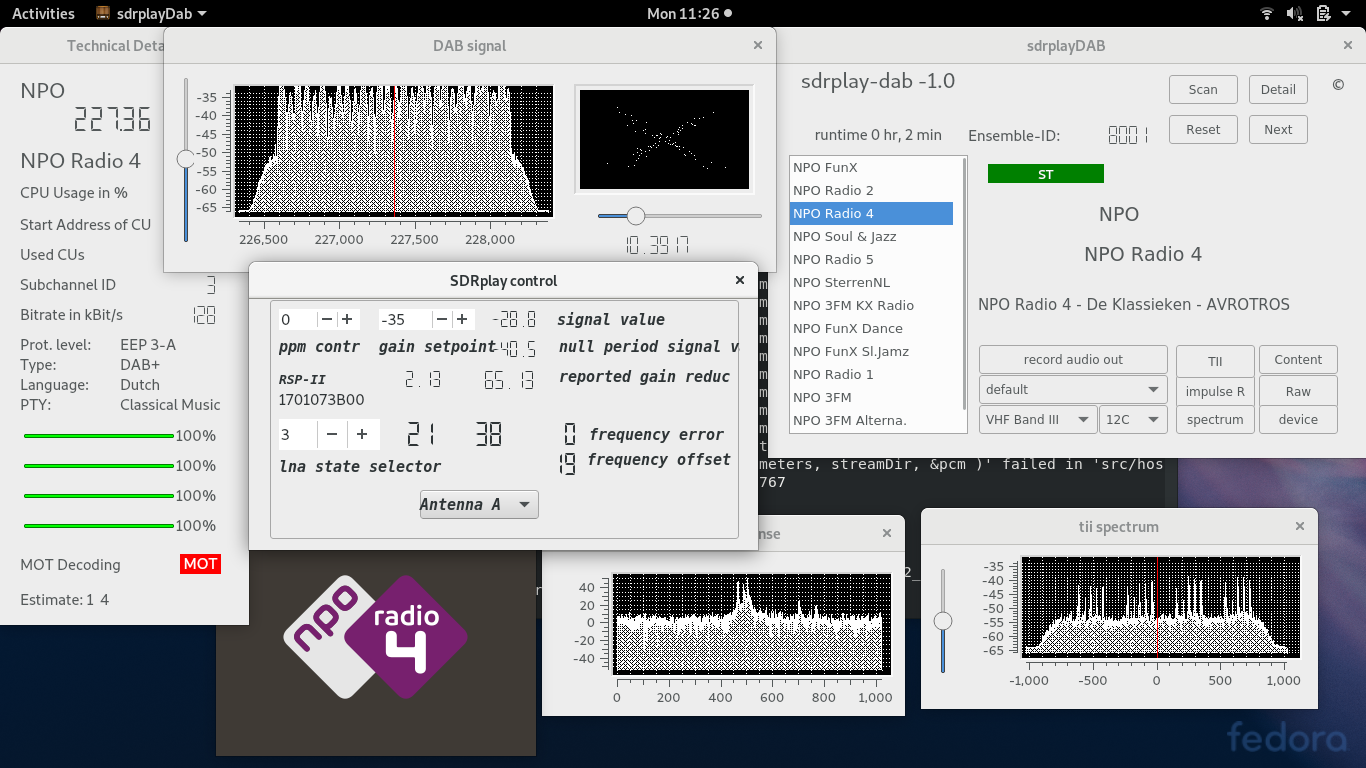 Activities sdrplayDab Mon 11:26
Technical Deta
NPO
227.36
NPO Radio 4
CPU Usage in %
Start Address of CU
Used CUs
Subchannel ID 3
Bitrate in kBit/s 120
Prot. level: EEP 3-A
Type: DAB+
Language: Dutch
PTY: Classical Music
100%
100%
100%
100%
MOT Decoding MOT
Estimate: 1 4
DAB signal
-35
-40
-45
-50
-55
-60
-65
226,500 227,000 227,500 228,000
10.3917
SDRplay control
0 -35 -28.8 signal value
ppm contr gain setpoint -40.5 null period signal v
RSP-II 2.13 65.13 reported gain reduc
1701073B00
3 21 38 0 frequency error
lna state selector 19 frequency offset
Antenna A
sdrplayDAB
sdrplay-dab -1.0
Scan Detail ©
runtime 0 hr, 2 min Ensemble-ID: 8001 Reset Next
NPO FunX
NPO Radio 2
NPO Radio 4
NPO Soul & Jazz
NPO Radio 5
NPO SterrenNL
NPO 3FM KX Radio
NPO FunX Dance
NPO FunX Sl.Jamz
NPO Radio 1
NPO 3FM
NPO 3FM Alterna.
ST
NPO
NPO Radio 4
NPO Radio 4 - De Klassieken - AVROTROS
record audio out TII Content
default impulse R Raw
VHF Band III 12C spectrum device
meters, streamDir, &pcm )' failed in 'src/hos
767
npo radio 4
nse
40
20
0
-20
-40
0 200 400 600 800 1,000
tii spectrum
-35
-40
-45
-50
-55
-60
-65
-1,000 -500 0 500 1,000
fedora